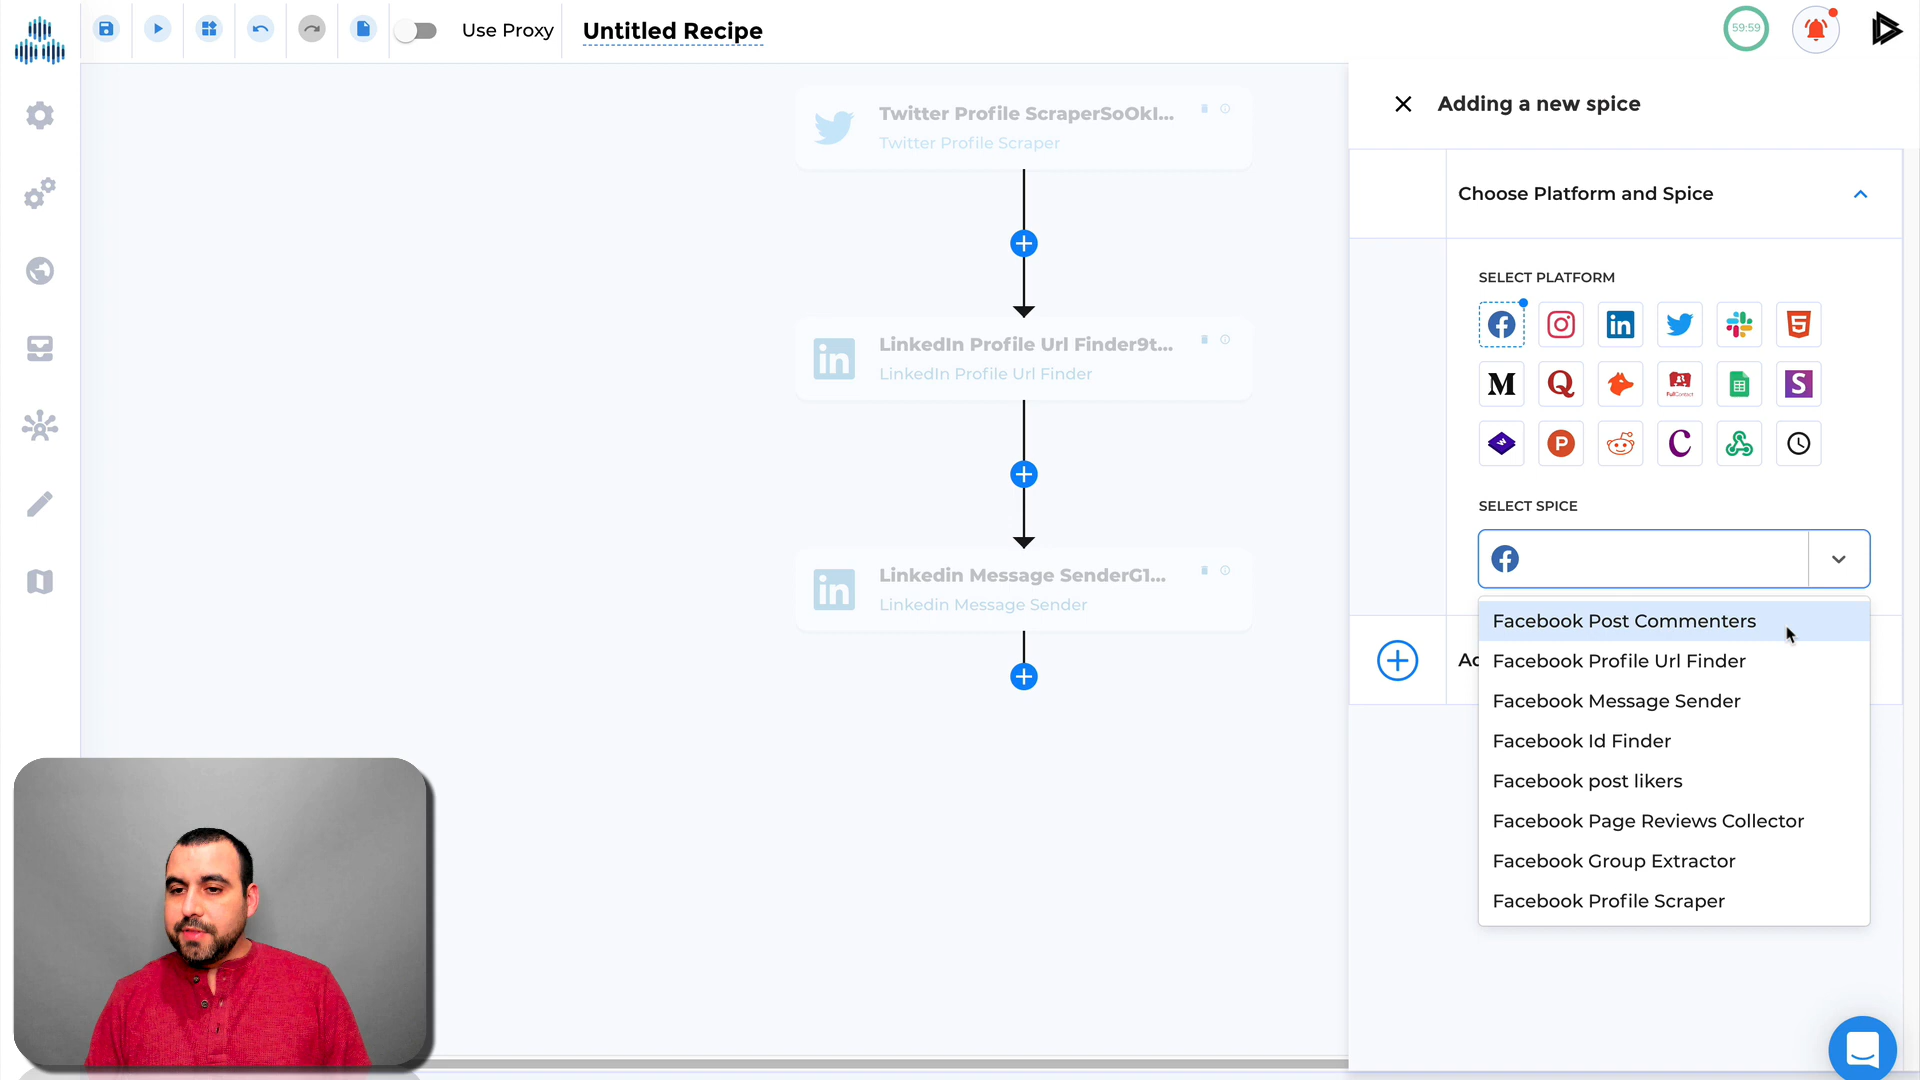 Use Proxy
Untitled Recipe
59:59
Adding a new spice
Twitter Profile ScraperSoOkI...
Twitter Profile Scraper
Choose Platform and Spice
SELECT PLATFORM
LinkedIn Profile Url Finder9t...
LinkedIn Profile Url Finder
M
Q
FullContact
S
P
C
SELECT SPICE
Linkedin Message SenderG1...
Linkedin Message Sender
Facebook Post Commenters
Ac
Facebook Profile Url Finder
Facebook Message Sender
Facebook Id Finder
Facebook post likers
Facebook Page Reviews Collector
Facebook Group Extractor
Facebook Profile Scraper